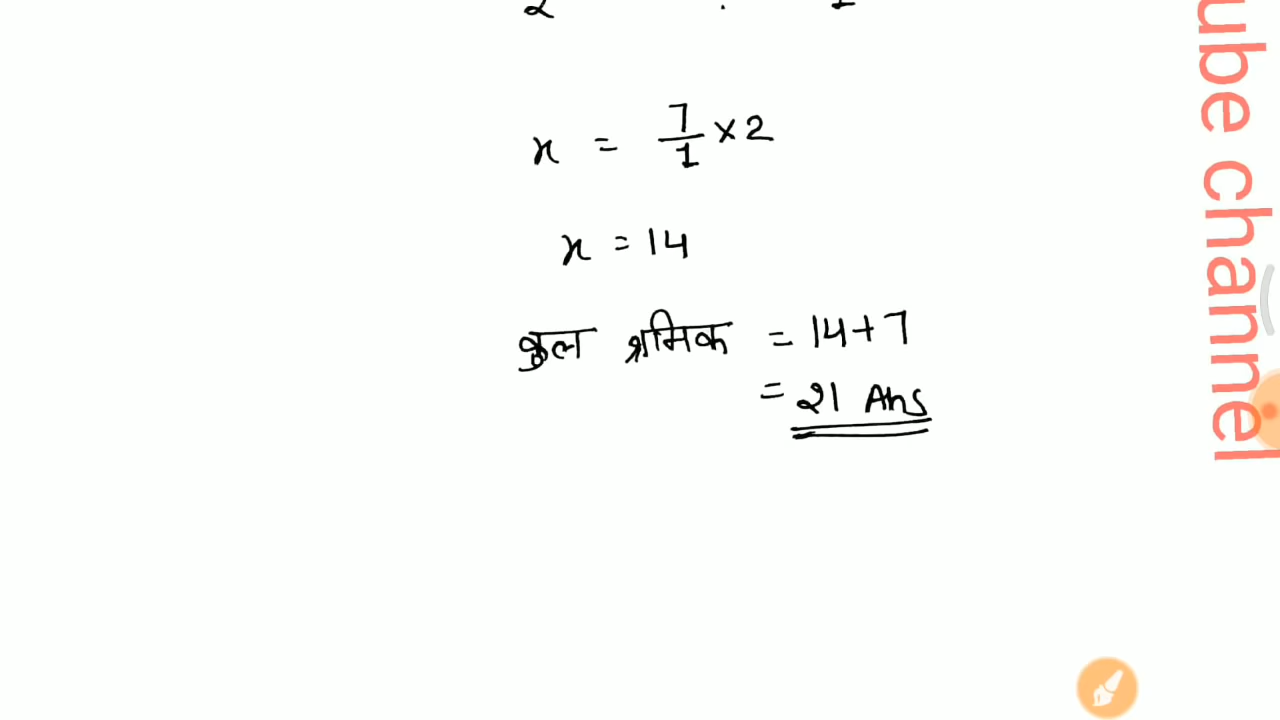 x = 7/1 × 2
x = 14
कुल श्रमिक = 14+7
= 21 Ans
ube channel